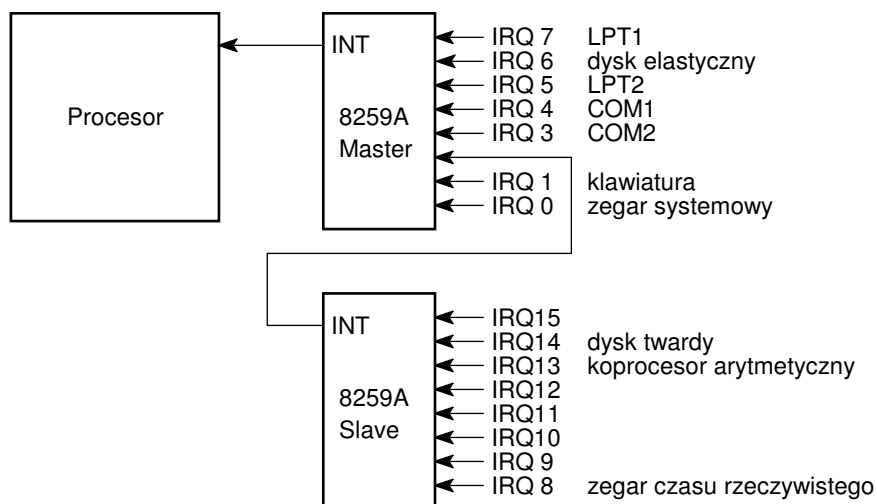 Procesor
INT
8259A
Master
IRQ 7 LPT1
IRQ 6 dysk elastyczny
IRQ 5 LPT2
IRQ 4 COM1
IRQ 3 COM2
IRQ 1 klawiatura
IRQ 0 zegar systemowy
INT
8259A
Slave
IRQ15
IRQ14 dysk twardy
IRQ13 koprocesor arytmetyczny
IRQ12
IRQ11
IRQ10
IRQ 9
IRQ 8 zegar czasu rzeczywistego